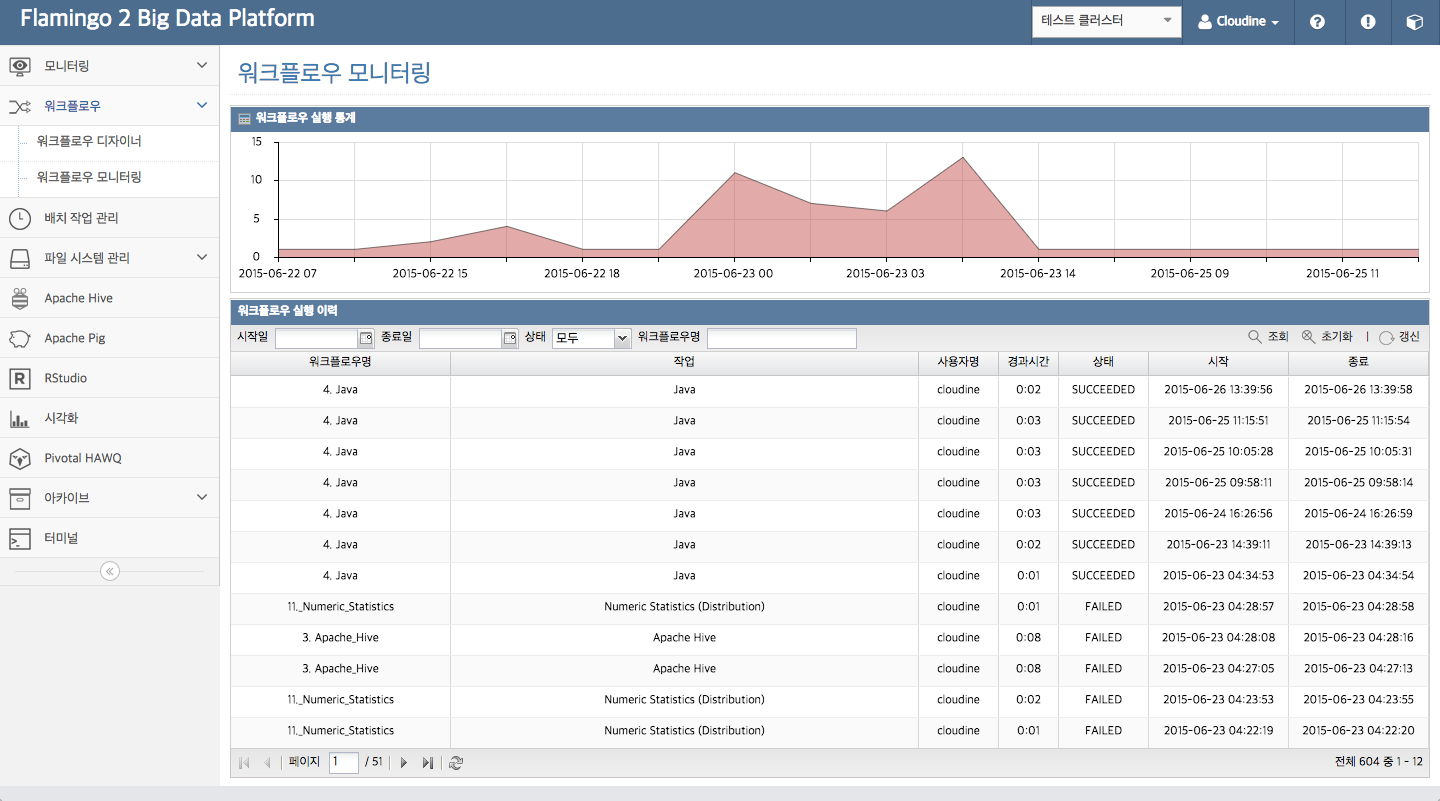 Flamingo 2 Big Data Platform
테스트 클러스터
Cloudine
모니터링
워크플로우
워크플로우 디자이너
워크플로우 모니터링
배치 작업 관리
파일 시스템 관리
Apache Hive
Apache Pig
RStudio
시각화
Pivotal HAWQ
아카이브
터미널
워크플로우 모니터링
워크플로우 실행 통계
15
10
5
0
2015-06-22 07 2015-06-22 15 2015-06-22 18 2015-06-23 00 2015-06-23 03 2015-06-23 14 2015-06-25 09 2015-06-25 11
워크플로우 실행 이력
시작일 종료일 상태 모두 워크플로우명 조회 초기화 | 갱신
워크플로우명 작업 사용자명 경과시간 상태 시작 종료
4. Java Java cloudine 0:02 SUCCEEDED 2015-06-26 13:39:56 2015-06-26 13:39:58
4. Java Java cloudine 0:03 SUCCEEDED 2015-06-25 11:15:51 2015-06-25 11:15:54
4. Java Java cloudine 0:03 SUCCEEDED 2015-06-25 10:05:28 2015-06-25 10:05:31
4. Java Java cloudine 0:03 SUCCEEDED 2015-06-25 09:58:11 2015-06-25 09:58:14
4. Java Java cloudine 0:03 SUCCEEDED 2015-06-24 16:26:56 2015-06-24 16:26:59
4. Java Java cloudine 0:02 SUCCEEDED 2015-06-23 14:39:11 2015-06-23 14:39:13
4. Java Java cloudine 0:01 SUCCEEDED 2015-06-23 04:34:53 2015-06-23 04:34:54
11._Numeric_Statistics Numeric Statistics (Distribution) cloudine 0:01 FAILED 2015-06-23 04:28:57 2015-06-23 04:28:58
3. Apache_Hive Apache Hive cloudine 0:08 FAILED 2015-06-23 04:28:08 2015-06-23 04:28:16
3. Apache_Hive Apache Hive cloudine 0:08 FAILED 2015-06-23 04:27:05 2015-06-23 04:27:13
11._Numeric_Statistics Numeric Statistics (Distribution) cloudine 0:02 FAILED 2015-06-23 04:23:53 2015-06-23 04:23:55
11._Numeric_Statistics Numeric Statistics (Distribution) cloudine 0:01 FAILED 2015-06-23 04:22:19 2015-06-23 04:22:20
페이지 1 / 51 전체 604 중 1 - 12